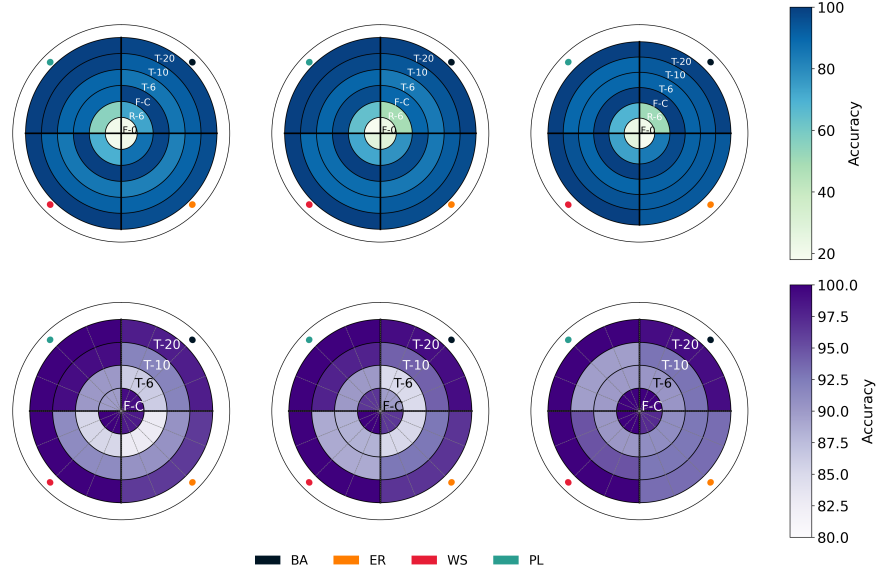 T-20
T-10
T-6
F-C
R-6
F-0
T-20
T-10
T-6
F-C
R-6
F-0
T-20
T-10
T-6
F-C
R-6
F-0
100
80
60
40
20
Accuracy
T-20
T-10
T-6
F-C
T-20
T-10
T-6
F-C
T-20
T-10
T-6
F-C
100.0
97.5
95.0
92.5
90.0
87.5
85.0
82.5
80.0
Accuracy
BA ER WS PL